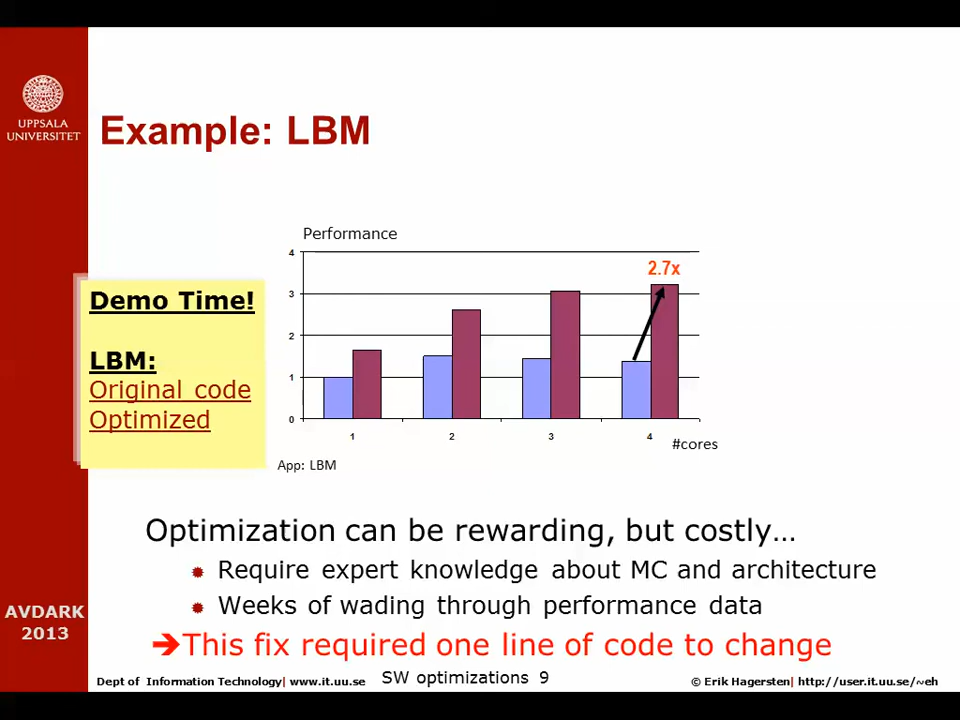 UPPSALA
UNIVERSITET
Example: LBM
Performance
4
3
2
1
0
2.7x
1
2
3
4
#cores
App: LBM
Demo Time!
LBM:
Original code
Optimized
Optimization can be rewarding, but costly…
Require expert knowledge about MC and architecture
Weeks of wading through performance data
➔This fix required one line of code to change
AVDARK
2013
Dept of Information Technology| www.it.uu.se
SW optimizations 9
© Erik Hagersten| http://user.it.uu.se/~eh